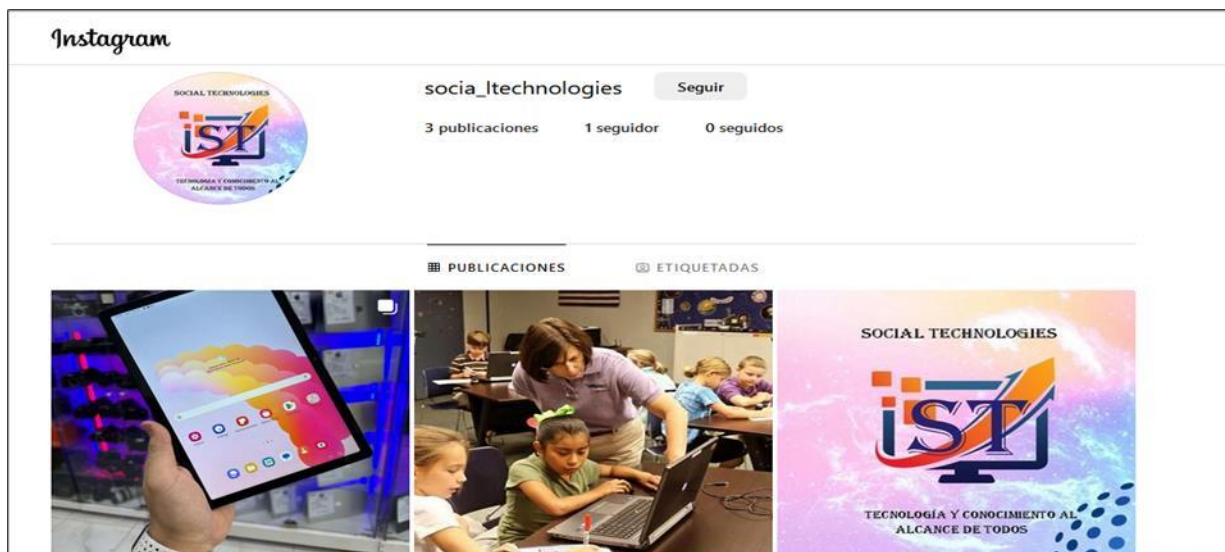 Instagram
SOCIAL TECHNOLOGIES
iST
TECNOLOGÍA Y CONOCIMIENTO AL
ALCANCE DE TODOS
socia_ltechnologies
Seguir
3 publicaciones 1 seguidor 0 seguidos
PUBLICACIONES ETIQUETADAS
SOCIAL TECHNOLOGIES
iST
TECNOLOGÍA Y CONOCIMIENTO AL
ALCANCE DE TODOS